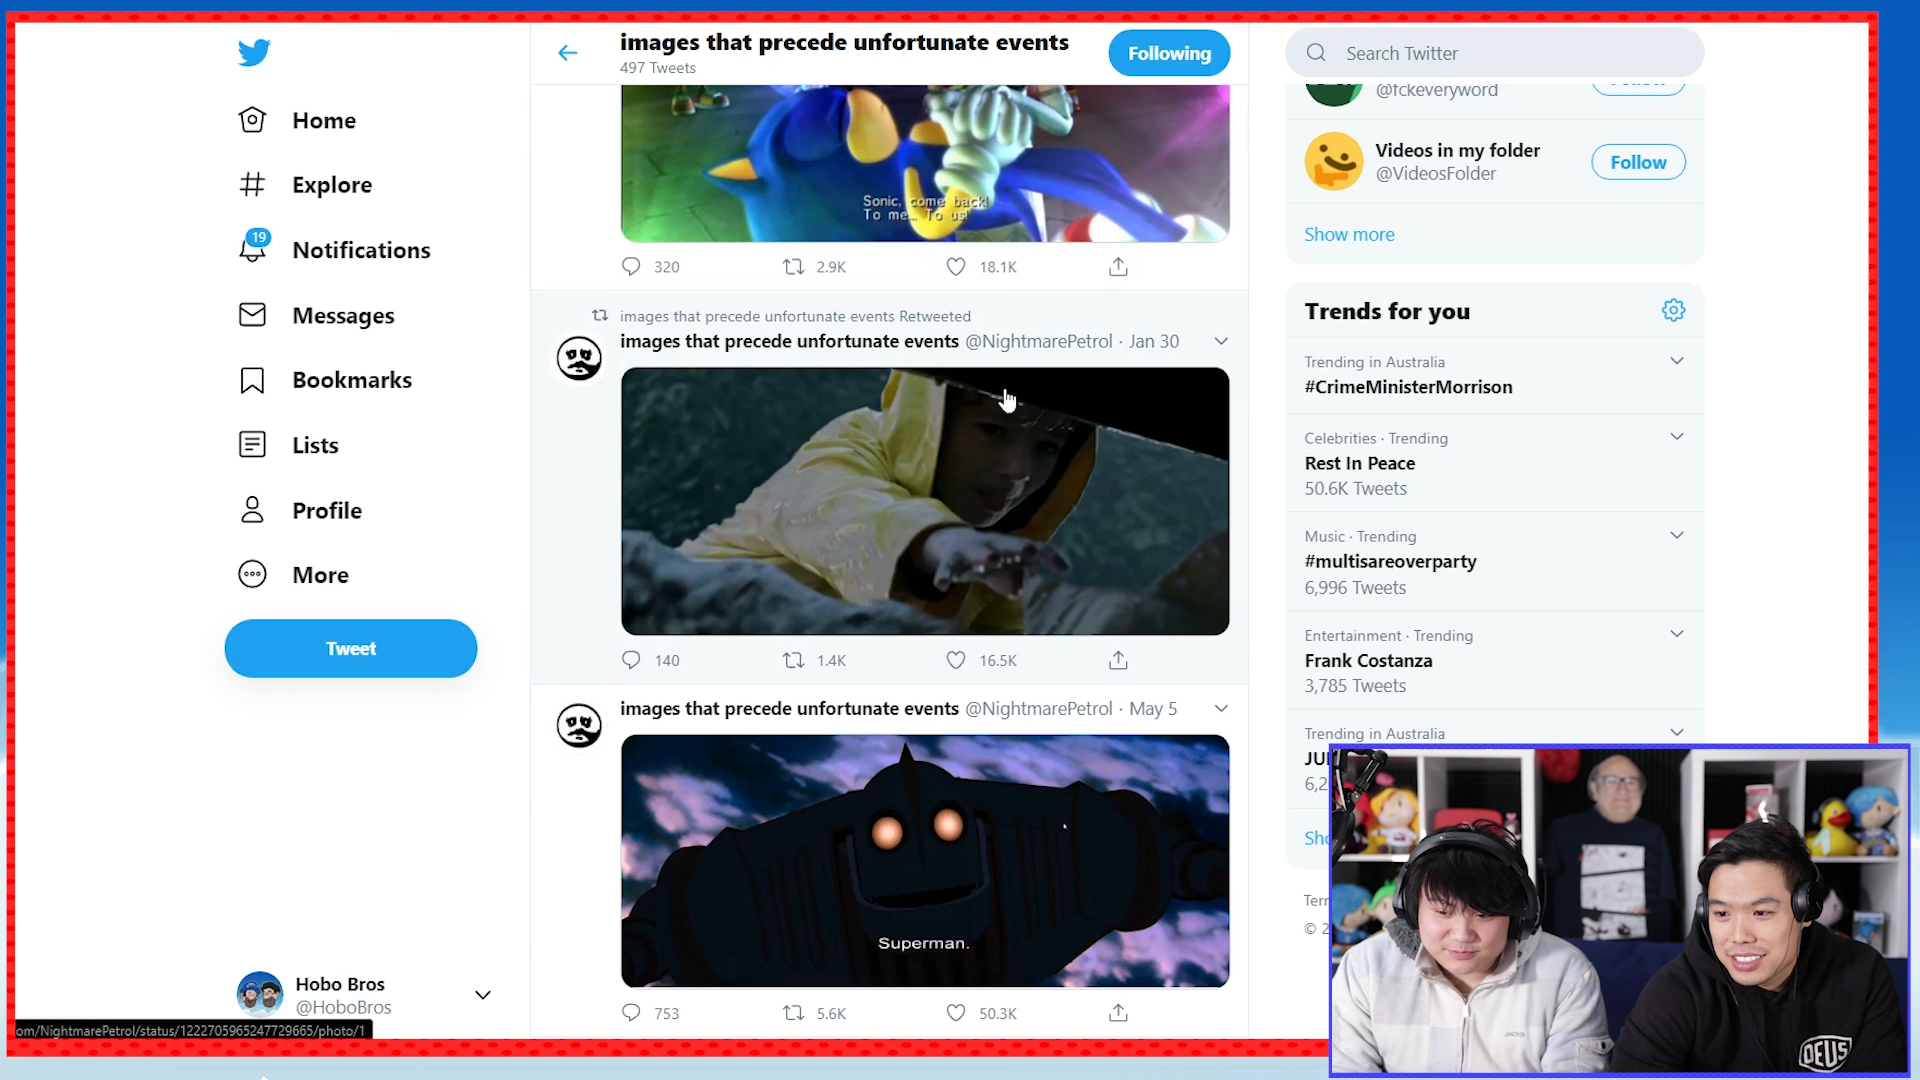 Home
Explore
19
Notifications
Messages
Bookmarks
Lists
Profile
More
Tweet
Hobo Bros
@HoboBros
om/NightmarePetrol/status/1222705965247729665/photo/1
images that precede unfortunate events
497 Tweets
Following
Sonic, come back!
To me... To us!
320
2.9K
18.1K
images that precede unfortunate events Retweeted
images that precede unfortunate events @NightmarePetrol · Jan 30
140
1.4K
16.5K
images that precede unfortunate events @NightmarePetrol · May 5
Superman.
753
5.6K
50.3K
Search Twitter
@fckeveryword
Videos in my folder
@VideosFolder
Follow
Show more
Trends for you
Trending in Australia
#CrimeMinisterMorrison
Celebrities · Trending
Rest In Peace
50.6K Tweets
Music · Trending
#multisareoverparty
6,996 Tweets
Entertainment · Trending
Frank Costanza
3,785 Tweets
Trending in Australia
DEUS